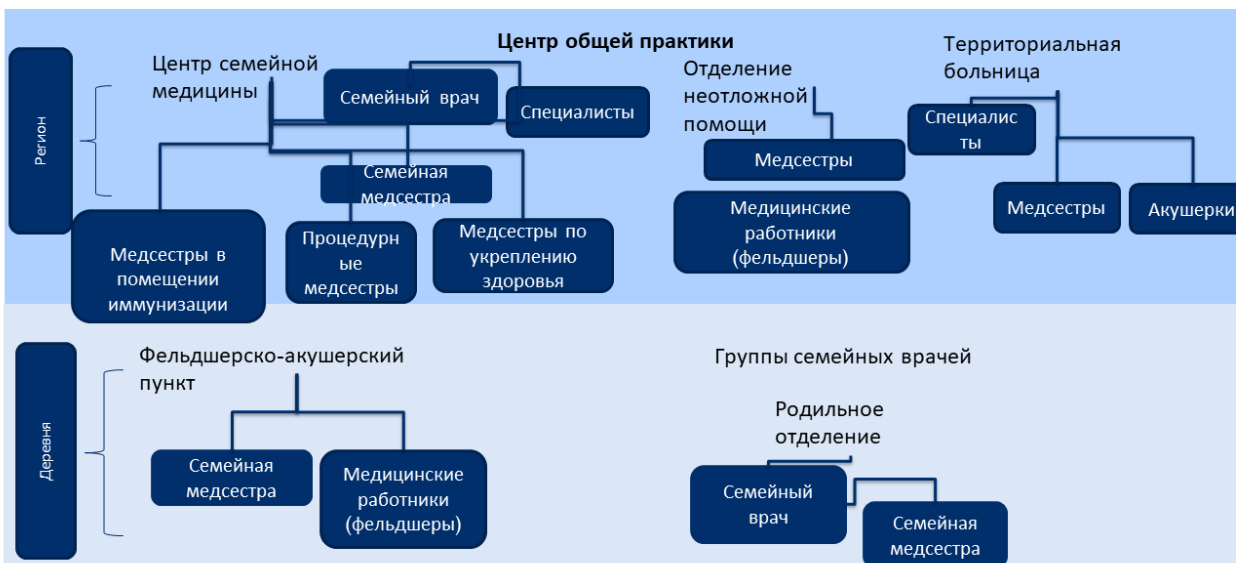 Центр общей практики
Регион
Центр семейной
медицины
Семейный врач
Специалисты
Семейная
медсестра
Медсестры в
помещении
иммунизации
Процедурн
ые
медсестры
Медсестры по
укреплению
здоровья
Отделение
неотложной
помощи
Медсестры
Медицинские
работники
(фельдшеры)
Территориальная
больница
Специалис
ты
Медсестры
Акушерки
Деревня
Фельдшерско-акушерский
пункт
Семейная
медсестра
Медицинские
работники
(фельдшеры)
Группы семейных врачей
Родильное
отделение
Семейный
врач
Семейная
медсестра